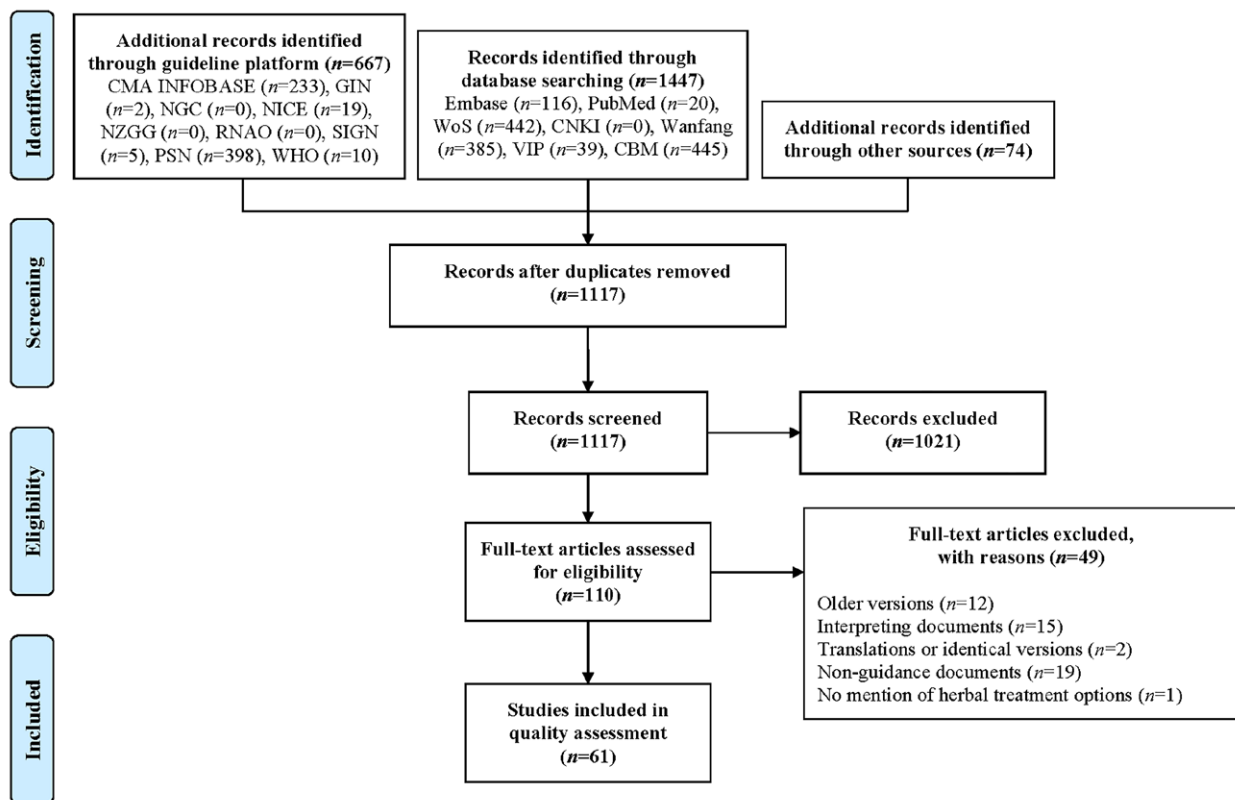 Identification
Additional records identified
through guideline platform (n=667)
CMA INFOBASE (n=233), GIN
(n=2), NGC (n=0), NICE (n=19),
NZGG (n=0), RNAO (n=0), SIGN
(n=5), PSN (n=398), WHO (n=10)
Records identified through
database searching (n=1447)
Embase (n=116), PubMed (n=20),
WoS (n=442), CNKI (n=0), Wanfang
(n=385), VIP (n=39), CBM (n=445)
Additional records identified
through other sources (n=74)
Screening
Records after duplicates removed
(n=1117)
Records screened
(n=1117)
Records excluded
(n=1021)
Eligibility
Full-text articles assessed
for eligibility
(n=110)
Full-text articles excluded,
with reasons (n=49)
Older versions (n=12)
Interpreting documents (n=15)
Translations or identical versions (n=2)
Non-guidance documents (n=19)
No mention of herbal treatment options (n=1)
Included
Studies included in
quality assessment
(n=61)